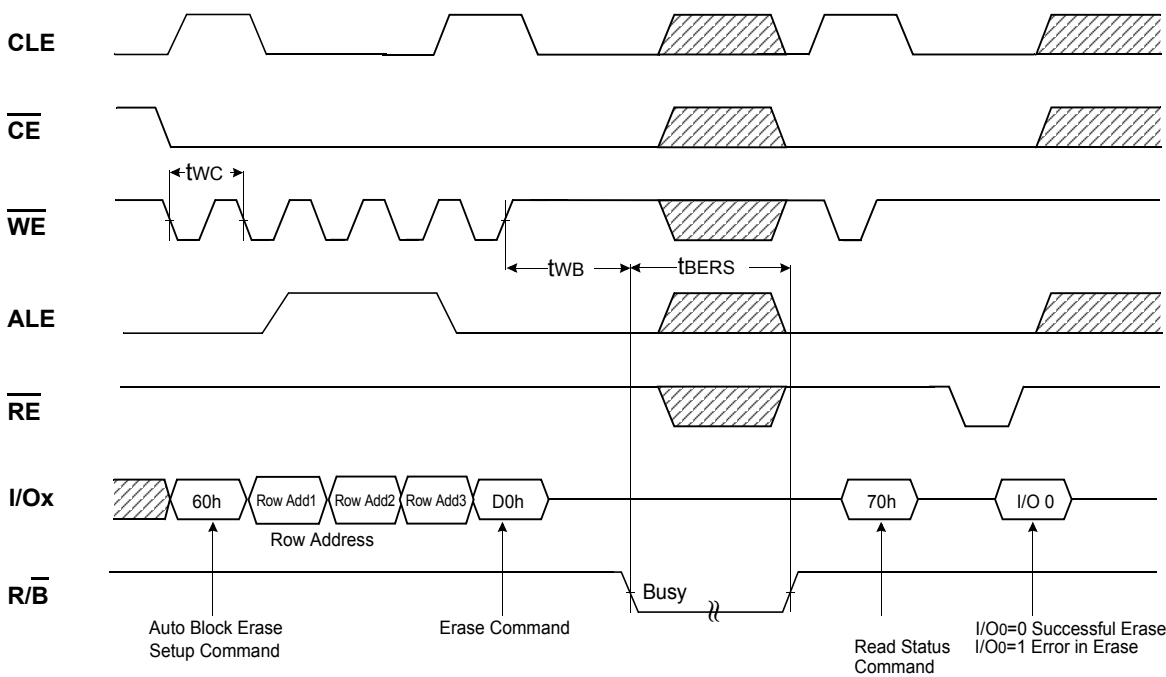 CLE
CE
tWC
WE
tWB
tBERS
ALE
RE
I/Ox
60h
Row Add1
Row Add2
Row Add3
D0h
70h
I/O 0
Row Address
R/B
Busy
Auto Block Erase
Setup Command
Erase Command
Read Status
Command
I/O0=0 Successful Erase
I/O0=1 Error in Erase